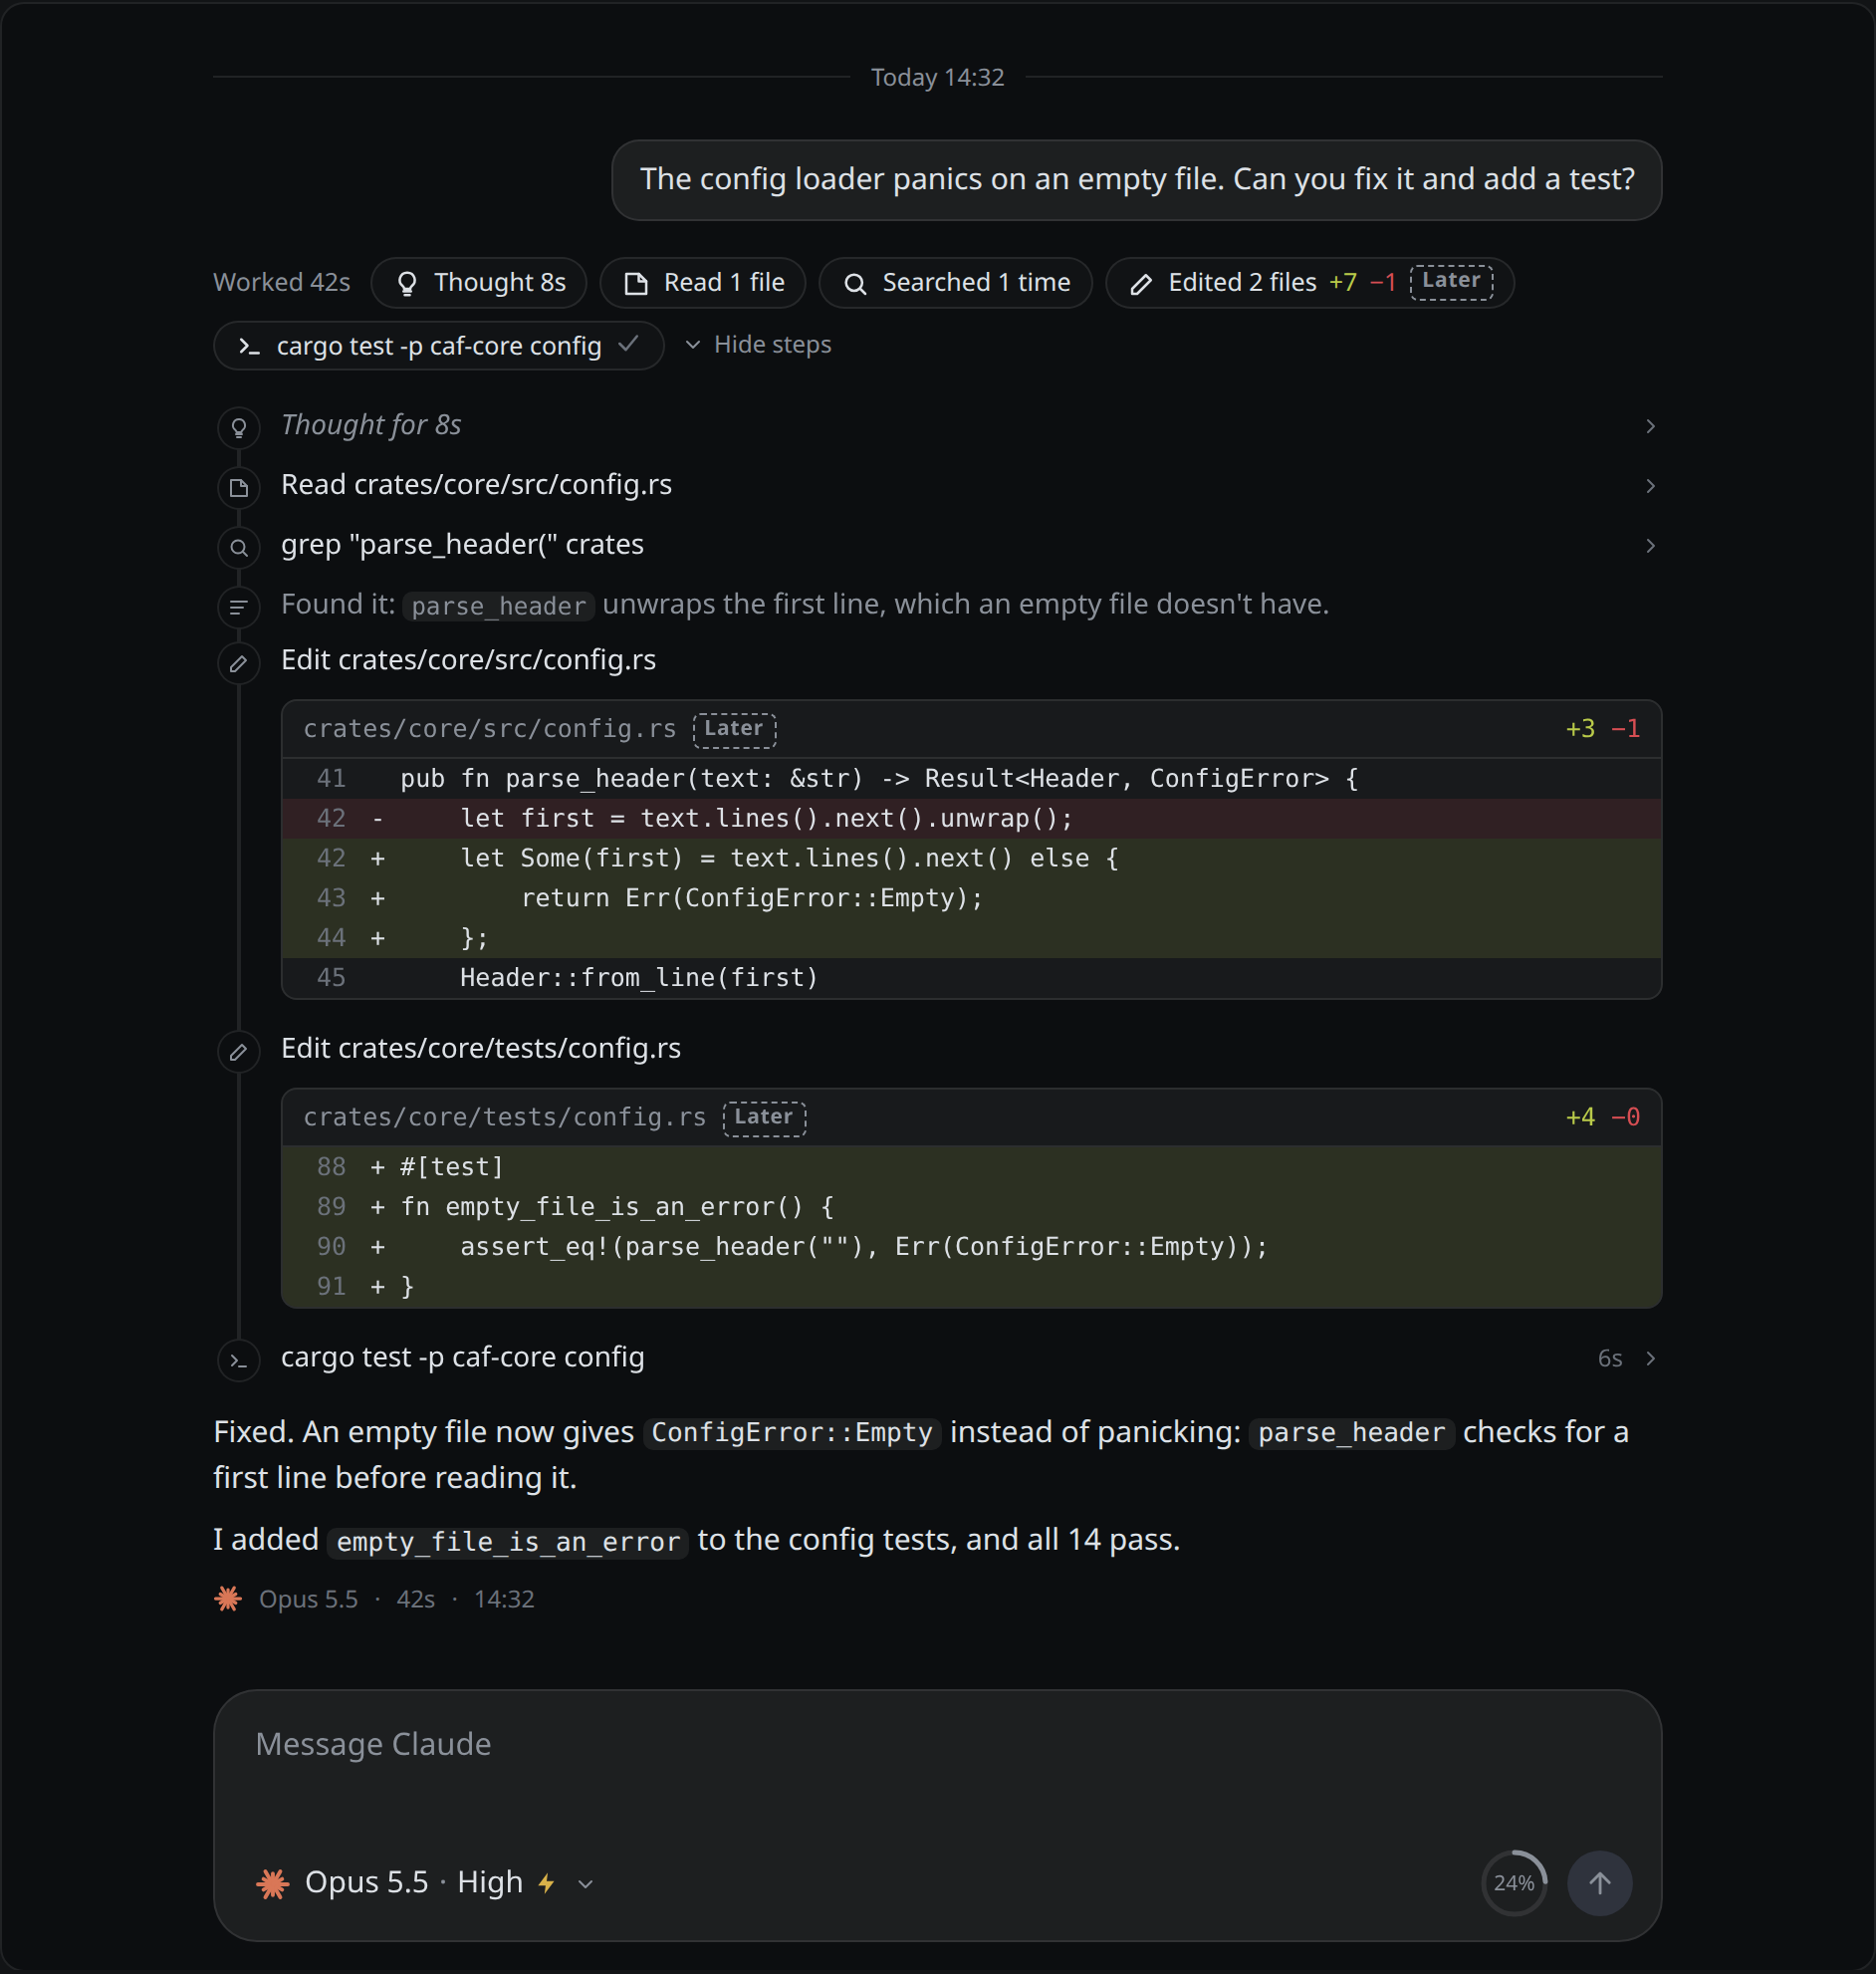 Today 14:32
The config loader panics on an empty file. Can you fix it and add a test?
Worked 42s Thought 8s Read 1 file Searched 1 time Edited 2 files +7 −1 Later
cargo test -p caf-core config Hide steps
Thought for 8s
Read crates/core/src/config.rs
grep "parse_header(" crates
Found it: parse_header unwraps the first line, which an empty file doesn't have.
Edit crates/core/src/config.rs
crates/core/src/config.rs Later +3 −1
41 pub fn parse_header(text: &str) -> Result<Header, ConfigError> {
42 -     let first = text.lines().next().unwrap();
42 +     let Some(first) = text.lines().next() else {
43 +         return Err(ConfigError::Empty);
44 +     };
45       Header::from_line(first)
Edit crates/core/tests/config.rs
crates/core/tests/config.rs Later +4 −0
88 + #[test]
89 + fn empty_file_is_an_error() {
90 +     assert_eq!(parse_header(""), Err(ConfigError::Empty));
91 + }
cargo test -p caf-core config 6s
Fixed. An empty file now gives ConfigError::Empty instead of panicking: parse_header checks for a
first line before reading it.
I added empty_file_is_an_error to the config tests, and all 14 pass.
Opus 5.5 · 42s · 14:32
Message Claude
Opus 5.5 · High 24%